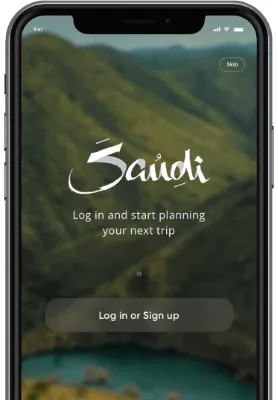 9:41
Skip
Saudi
Log in and start planning
your next trip
Log in or Sign up